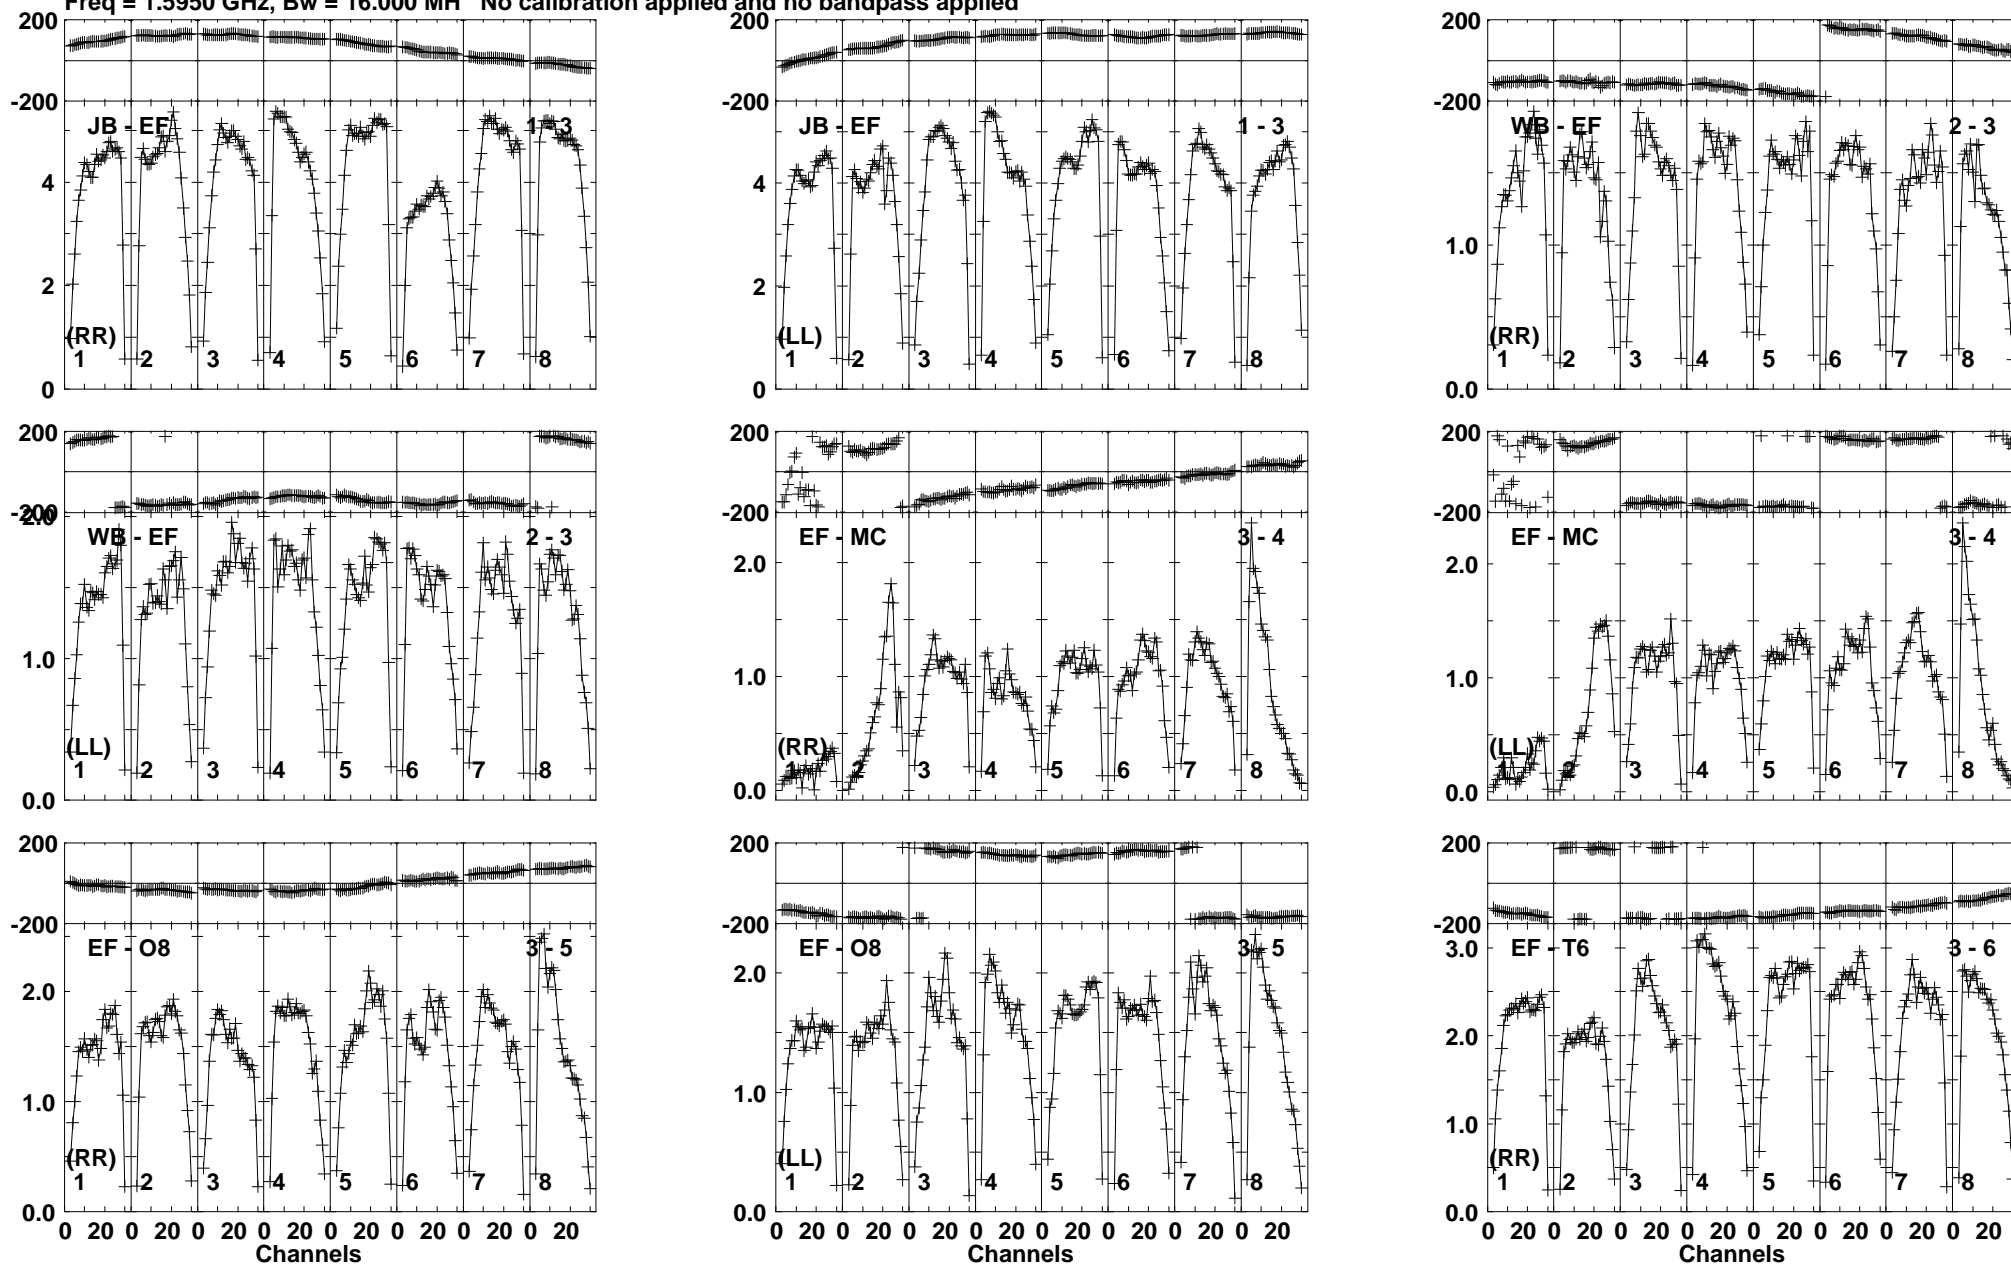 Freq = 1.5950 GHz, Bw = 16.000 MH No calibration applied and no bandpass applied
200 200 200
-200 -200 -200
JB - EF 1 - 3 JB - EF 1 - 3 WB - EF 2 - 3
4 4
1.0
2 2
(RR) (LL) (RR)
1 2 3 4 5 6 7 8 1 2 3 4 5 6 7 8 1 2 3 4 5 6 7 8
0 0 0.0
200 200 200
-200 -200 -200
2.0
WB - EF 2 - 3 EF - MC 3 - 4 EF - MC 3 - 4
2.0 2.0
1.0 1.0 1.0
(LL) (RR) (LL)
1 2 3 4 5 6 7 8 1 2 3 4 5 6 7 8 1 2 3 4 5 6 7 8
0.0 0.0 0.0
200 200 200
-200 -200 -200
EF - O8 3 - 5 EF - O8 3 - 5 3.0 EF - T6 3 - 6
2.0 2.0 2.0
1.0 1.0 1.0
(RR) (LL) (RR)
1 2 3 4 5 6 7 8 1 2 3 4 5 6 7 8 1 2 3 4 5 6 7 8
0.0 0.0 0.0
0 20 0 20 0 20 0 20 0 20 0 20 0 20 0 20 0 20 0 20 0 20 0 20 0 20 0 20 0 20 0 20 0 20 0 20 0 20 0 20 0 20 0 20 0 20 0 20
Channels Channels Channels